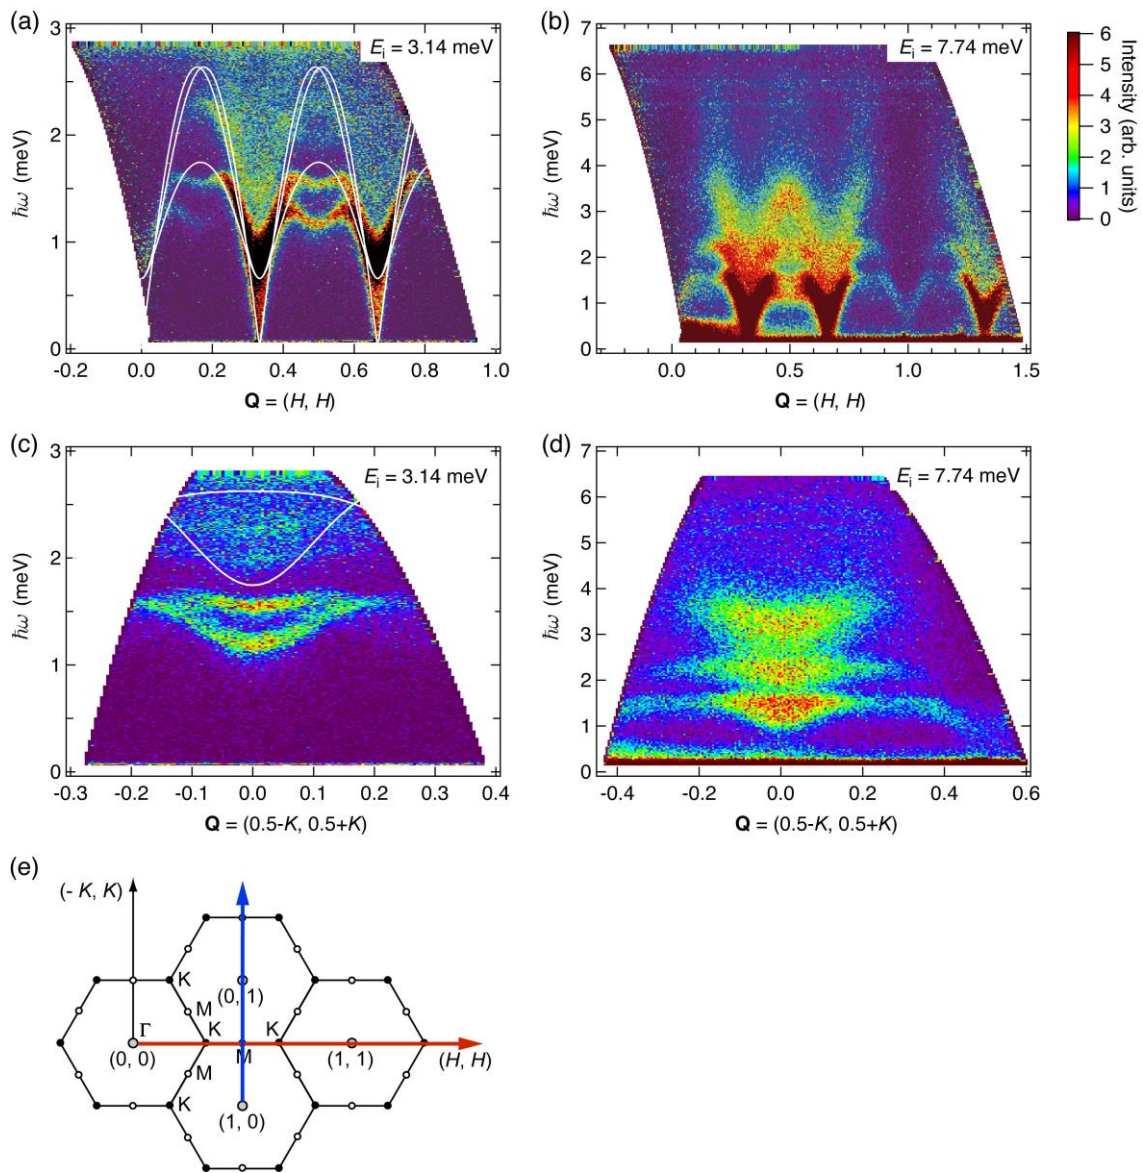 (a)
3
2
1
0
ħω (meV)
E_i = 3.14 meV
-0.2 0.0 0.2 0.4 0.6 0.8 1.0
Q = (H, H)
(b)
7
6
5
4
3
2
1
0
ħω (meV)
E_i = 7.74 meV
0.0 0.5 1.0 1.5
Q = (H, H)
6
5
4
3
2
1
0
Intensity (arb. units)
(c)
3
2
1
0
ħω (meV)
E_i = 3.14 meV
-0.3 -0.2 -0.1 0.0 0.1 0.2 0.3 0.4
Q = (0.5-K, 0.5+K)
(d)
7
6
5
4
3
2
1
0
ħω (meV)
E_i = 7.74 meV
-0.4 -0.2 0.0 0.2 0.4 0.6
Q = (0.5-K, 0.5+K)
(e)
(- K, K)
K
(0, 1)
M
Γ
K
K
(0, 0)
M
(1, 1)
(H, H)
M
K
(1, 0)